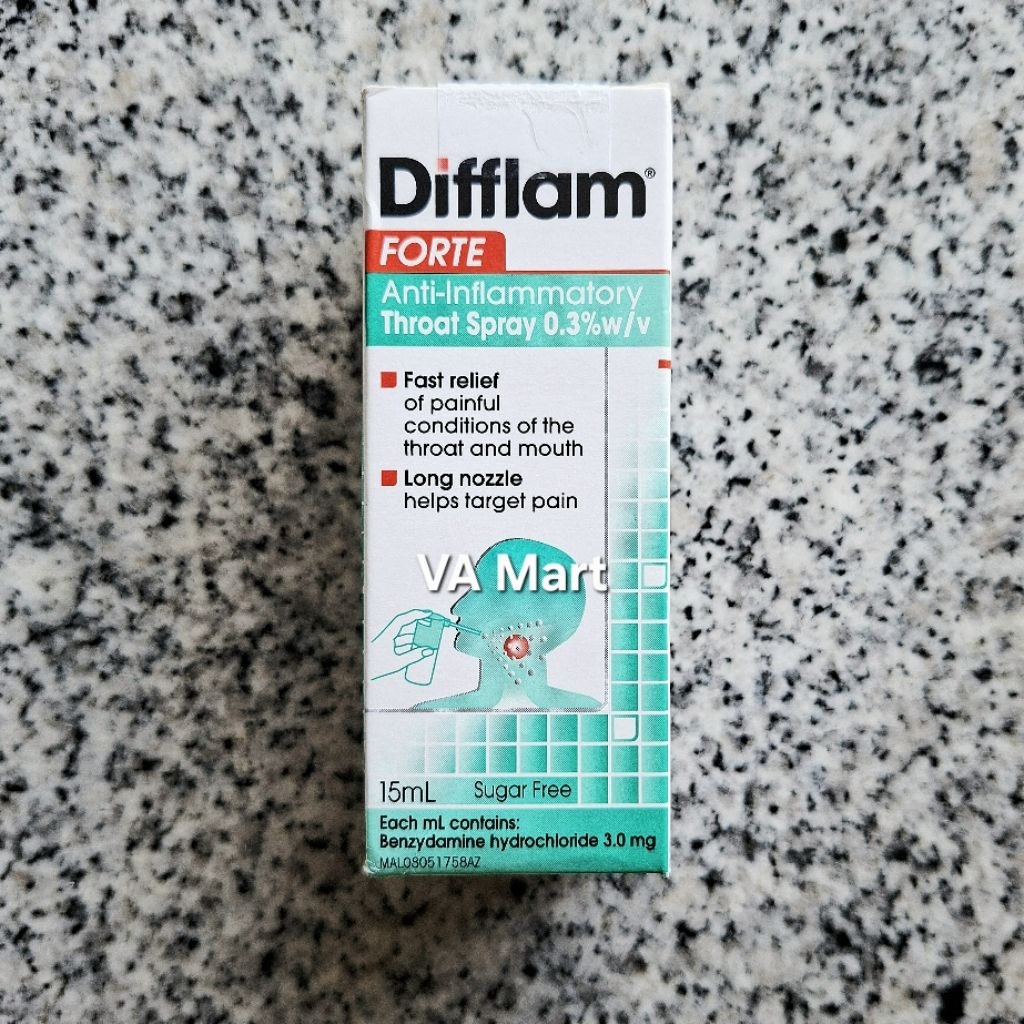 Difflam®
FORTE
Anti-Inflammatory
Throat Spray 0.3%w/v
Fast relief
of painful
conditions of the
throat and mouth
Long nozzle
helps target pain
VA Mart
15mL Sugar Free
Each mL contains:
Benzydamine hydrochloride 3.0 mg
MAL08051758AZ